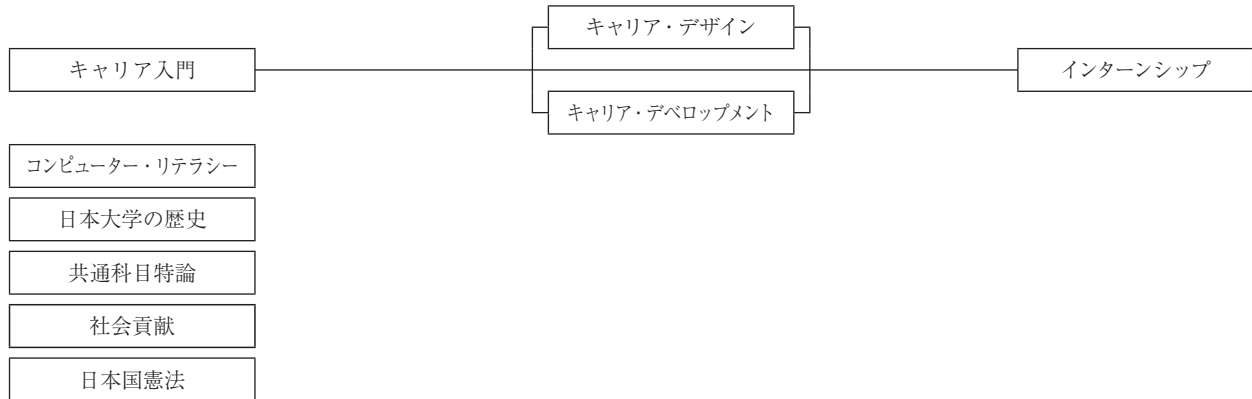 キャリア・デザイン
キャリア入門
インターンシップ
キャリア・デベロップメント
コンピューター・リテラシー
日本大学の歴史
共通科目特論
社会貢献
日本国憲法